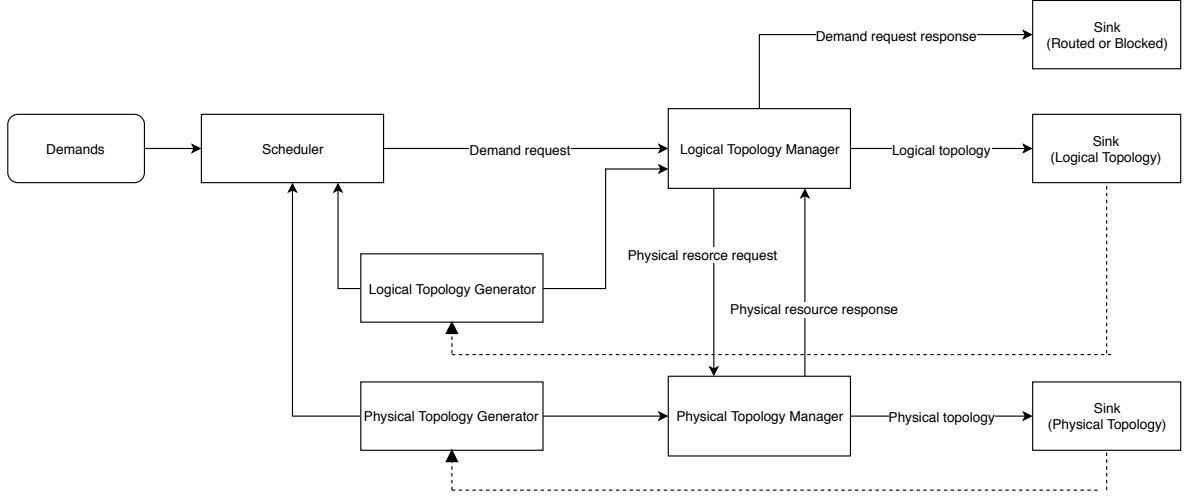 Sink
(Routed or Blocked)
Demand request response
Demands
Scheduler
Demand request
Logical Topology Manager
Logical topology
Sink
(Logical Topology)
Physical resorce request
Logical Topology Generator
Physical resource response
Physical Topology Generator
Physical Topology Manager
Physical topology
Sink
(Physical Topology)